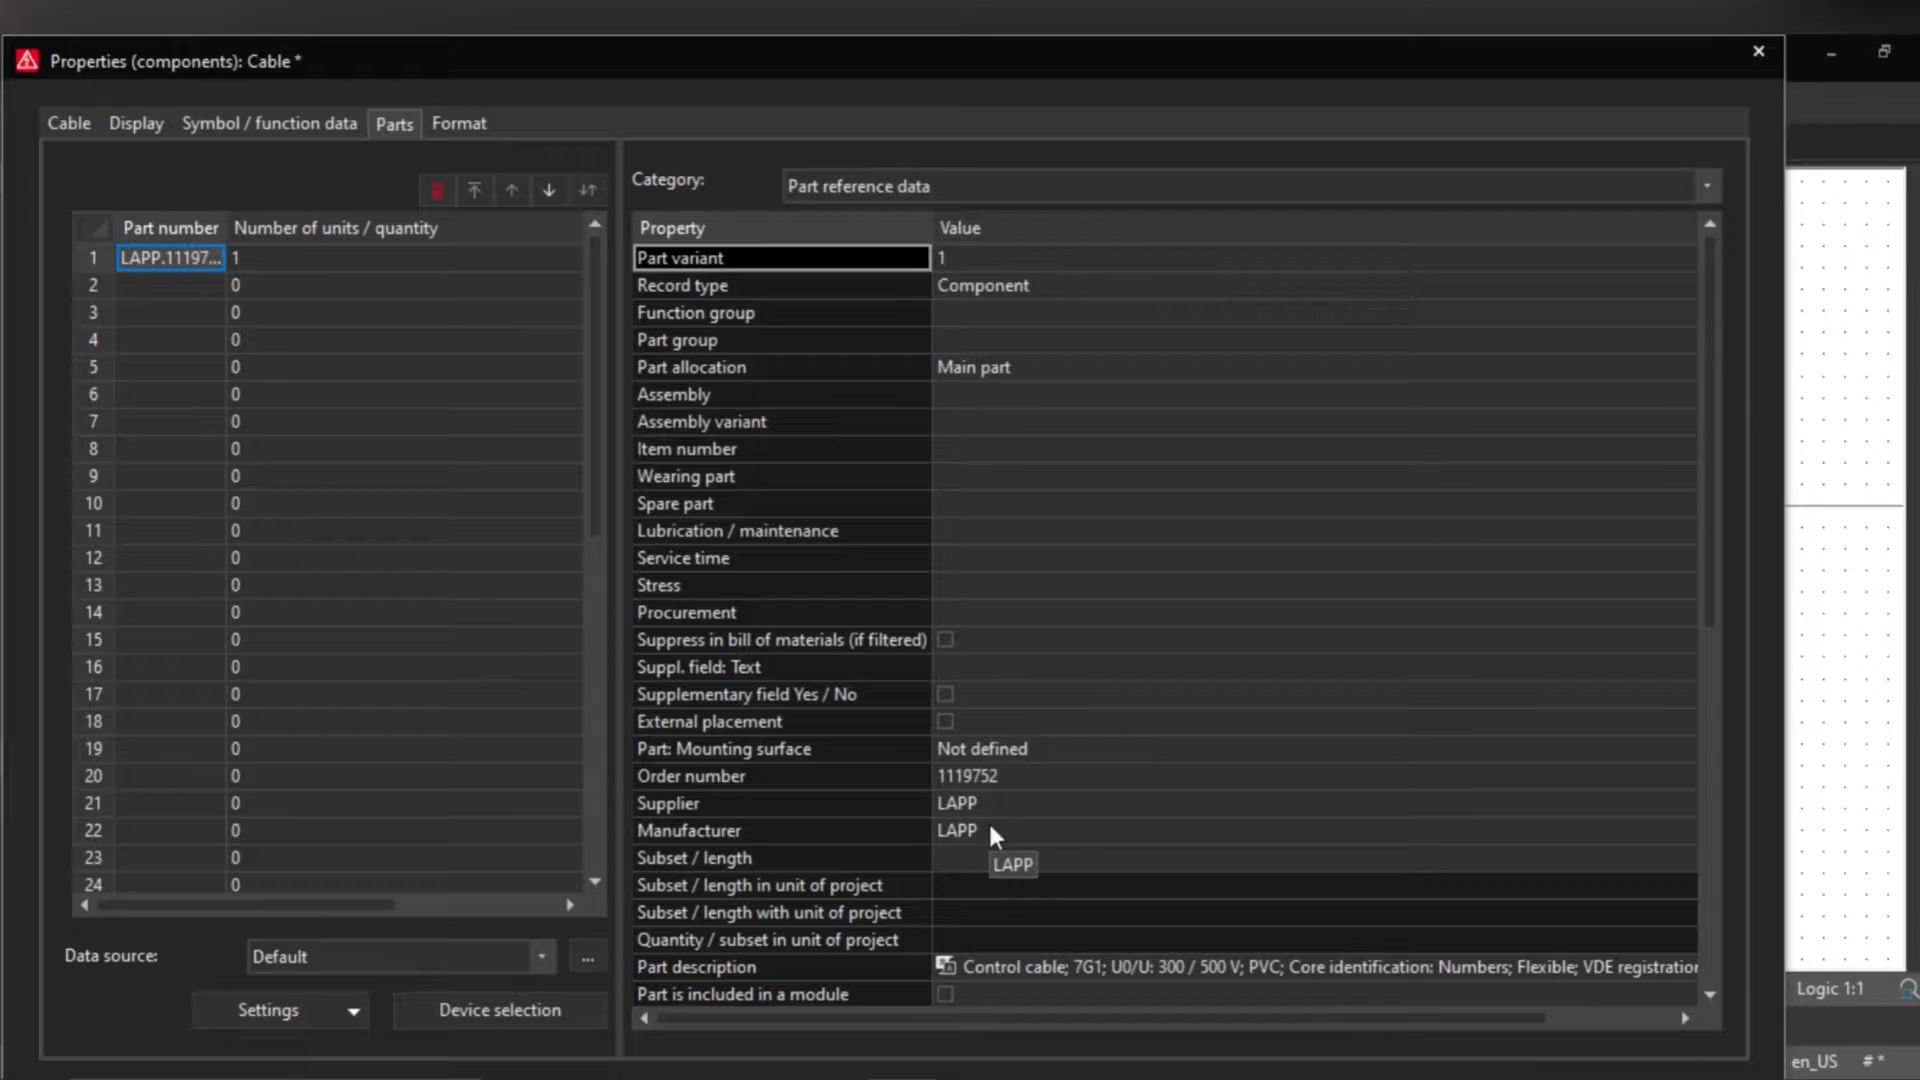 Properties (components): Cable *
Cable Display Symbol / function data Parts Format
Category: Part reference data
Part number Number of units / quantity
1 LAPP.11197... 1
2 0
3 0
4 0
5 0
6 0
7 0
8 0
9 0
10 0
11 0
12 0
13 0
14 0
15 0
16 0
17 0
18 0
19 0
20 0
21 0
22 0
23 0
24 0
Data source: Default ...
Settings Device selection
Property Value
Part variant 1
Record type Component
Function group
Part group
Part allocation Main part
Assembly
Assembly variant
Item number
Wearing part
Spare part
Lubrication / maintenance
Service time
Stress
Procurement
Suppress in bill of materials (if filtered)
Suppl. field: Text
Supplementary field Yes / No
External placement
Part: Mounting surface Not defined
Order number 1119752
Supplier LAPP
Manufacturer LAPP
Subset / length
LAPP
Subset / length in unit of project
Subset / length with unit of project
Quantity / subset in unit of project
Part description Control cable; 7G1; U0/U: 300 / 500 V; PVC; Core identification: Numbers; Flexible; VDE registration
Part is included in a module
Logic 1:1
en_US # *